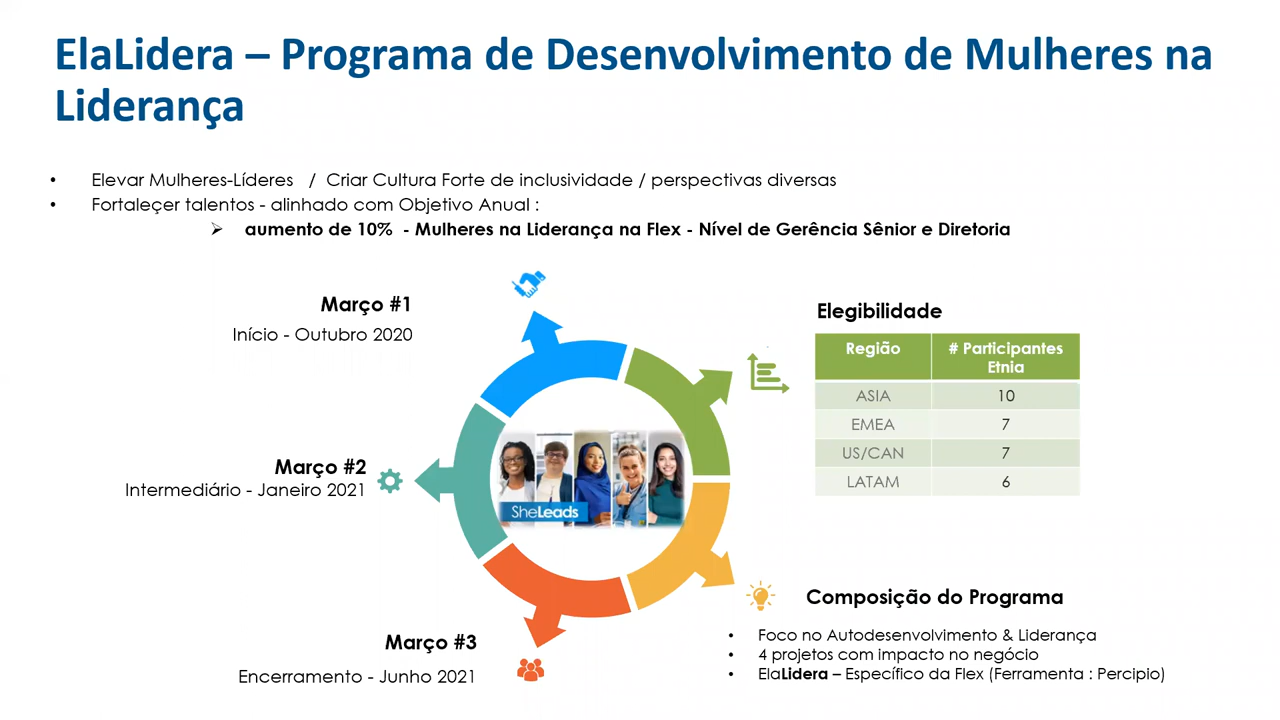 ElaLidera – Programa de Desenvolvimento de Mulheres na
Liderança
• Elevar Mulheres-Líderes / Criar Cultura Forte de inclusividade / perspectivas diversas
• Fortaleçer talentos - alinhado com Objetivo Anual :
➢ aumento de 10% - Mulheres na Liderança na Flex - Nível de Gerência Sênior e Diretoria
Março #1
Início - Outubro 2020
Março #2
Intermediário - Janeiro 2021
Março #3
Encerramento - Junho 2021
SheLeads
Elegibilidade
Região # Participantes
Etnia
ASIA 10
EMEA 7
US/CAN 7
LATAM 6
Composição do Programa
• Foco no Autodesenvolvimento & Liderança
• 4 projetos com impacto no negócio
• ElaLidera – Específico da Flex (Ferramenta : Percipio)